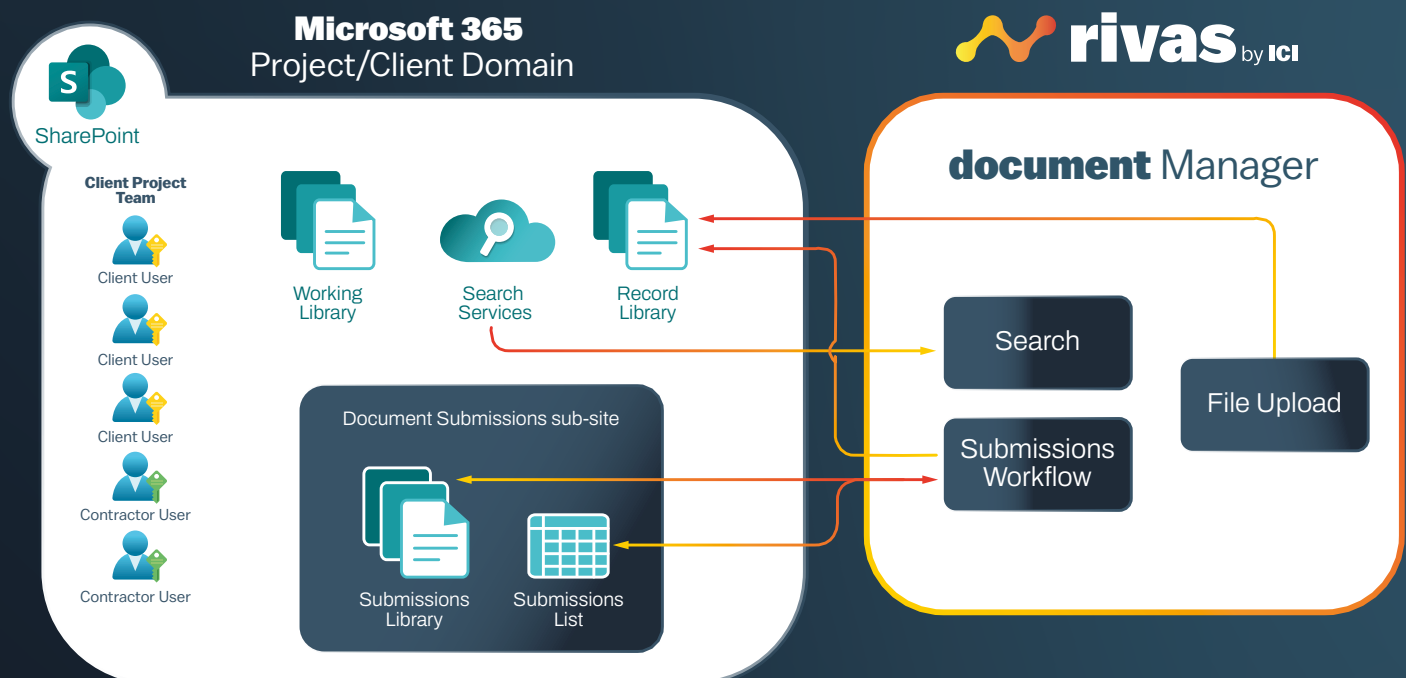 Microsoft 365
Project/Client Domain
rivas by ICI
S
SharePoint
document Manager
Client Project
Team
Client User
Client User
Client User
Contractor User
Contractor User
Working
Library
Search
Services
Record
Library
Search
File Upload
Submissions
Workflow
Document Submissions sub-site
Submissions
Library
Submissions
List